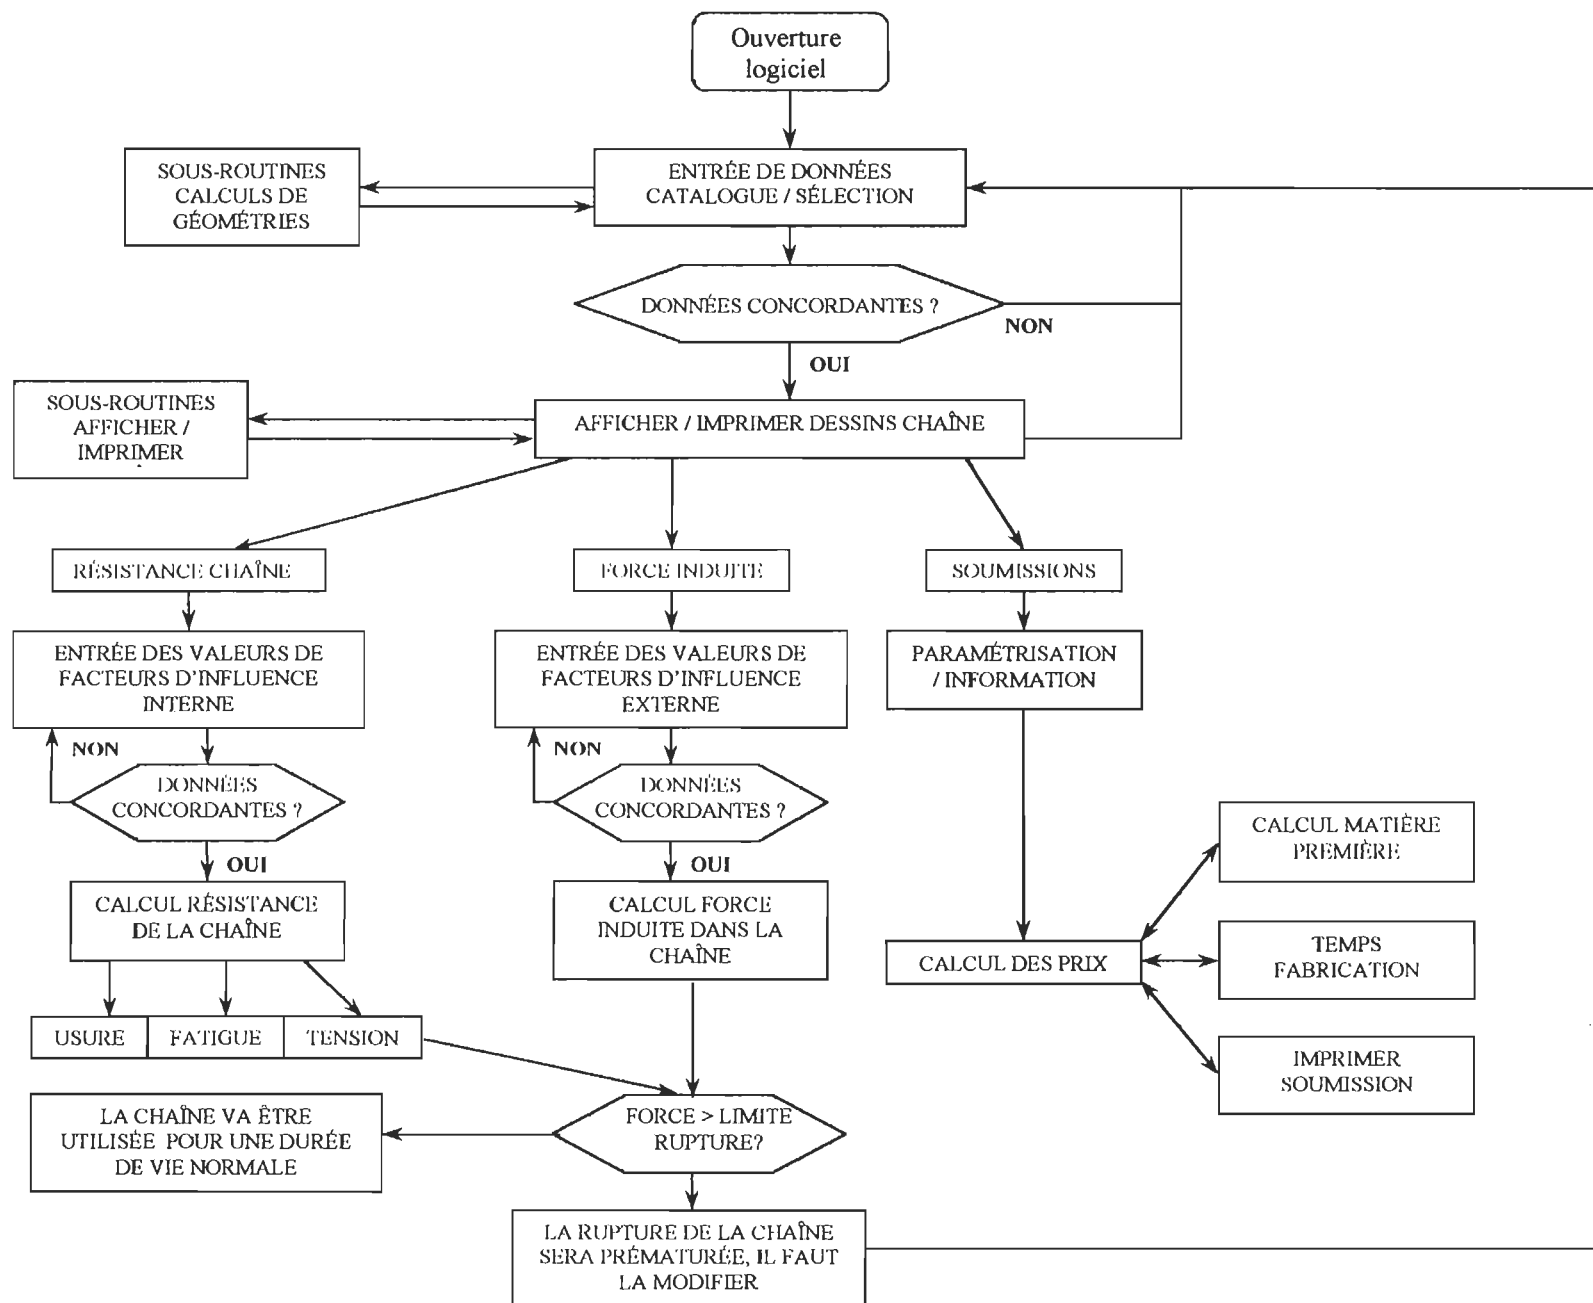 Ouverture
logiciel
SOUS-ROUTINES
CALCULS DE
GÉOMÉTRIES
ENTRÉE DE DONNÉES
CATALOGUE / SÉLECTION
DONNÉES CONCORDANTES ?
NON
OUI
SOUS-ROUTINES
AFFICHER /
IMPRIMER
AFFICHER / IMPRIMER DESSINS CHAÎNE
RÉSISTANCE CHAÎNE
FORCE INDUITE
SOUMISSIONS
ENTRÉE DES VALEURS DE
FACTEURS D'INFLUENCE
INTERNE
ENTRÉE DES VALEURS DE
FACTEURS D'INFLUENCE
EXTERNE
PARAMÉTRISATION
/ INFORMATION
NON
DONNÉES
CONCORDANTES ?
OUI
NON
DONNÉES
CONCORDANTES ?
OUI
CALCUL MATIÈRE
PREMIÈRE
CALCUL RÉSISTANCE
DE LA CHAÎNE
CALCUL FORCE
INDUITE DANS LA
CHAÎNE
CALCUL DES PRIX
TEMPS
FABRICATION
USURE
FATIGUE
TENSION
IMPRIMER
SOUMISSION
LA CHAÎNE VA ÊTRE
UTILISÉE POUR UNE DURÉE
DE VIE NORMALE
FORCE > LIMITE
RUPTURE?
LA RUPTURE DE LA CHAÎNE
SERA PRÉMATURÉE, IL FAUT
LA MODIFIER